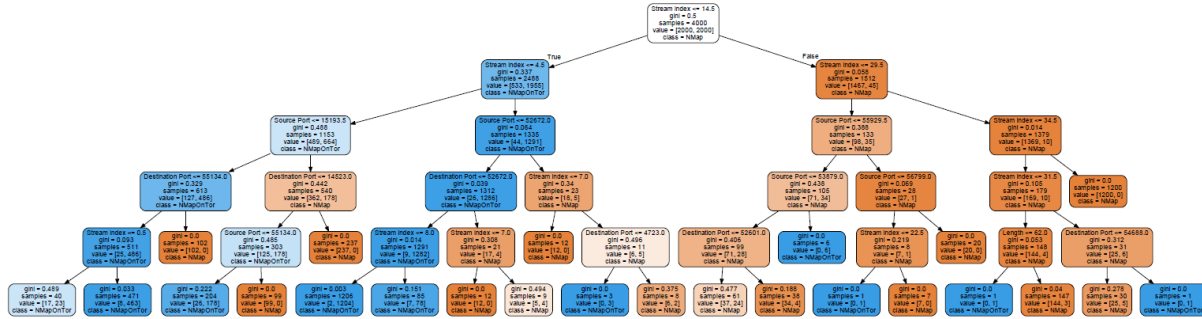 Stream Index <= 14.5
gini = 0.5
samples = 4000
value = [2000, 2000]
class = NMap
True
False
Stream Index <= 4.5
gini = 0.337
samples = 2488
value = [533, 1955]
class = NMapOnTor
Stream Index <= 29.5
gini = 0.058
samples = 1512
value = [1467, 45]
class = NMap
Source Port <= 15193.5
gini = 0.488
samples = 1153
value = [489, 664]
class = NMapOnTor
Source Port <= 52672.0
gini = 0.064
samples = 1335
value = [44, 1291]
class = NMapOnTor
Source Port <= 55929.5
gini = 0.388
samples = 133
value = [98, 35]
class = NMap
Stream Index <= 34.5
gini = 0.014
samples = 1379
value = [1369, 10]
class = NMap
Destination Port <= 55134.0
gini = 0.329
samples = 613
value = [127, 486]
class = NMapOnTor
Destination Port <= 14523.0
gini = 0.442
samples = 540
value = [362, 178]
class = NMap
Destination Port <= 52672.0
gini = 0.039
samples = 1312
value = [26, 1286]
class = NMapOnTor
Stream Index <= 7.0
gini = 0.34
samples = 23
value = [18, 5]
class = NMap
Source Port <= 53879.0
gini = 0.438
samples = 105
value = [71, 34]
class = NMap
Source Port <= 56799.0
gini = 0.069
samples = 28
value = [27, 1]
class = NMap
Stream Index <= 31.5
gini = 0.105
samples = 179
value = [169, 10]
class = NMap
gini = 0.0
samples = 1200
value = [1200, 0]
class = NMap
Stream Index <= 0.5
gini = 0.093
samples = 511
value = [25, 486]
class = NMapOnTor
gini = 0.0
samples = 102
value = [102, 0]
class = NMap
Source Port <= 55134.0
gini = 0.485
samples = 303
value = [125, 178]
class = NMapOnTor
gini = 0.0
samples = 237
value = [237, 0]
class = NMap
Stream Index <= 8.0
gini = 0.014
samples = 1291
value = [9, 1282]
class = NMapOnTor
Stream Index <= 7.0
gini = 0.308
samples = 21
value = [17, 4]
class = NMap
gini = 0.0
samples = 12
value = [12, 0]
class = NMap
Destination Port <= 4723.0
gini = 0.496
samples = 11
value = [6, 5]
class = NMap
Destination Port <= 52601.0
gini = 0.406
samples = 99
value = [71, 28]
class = NMap
gini = 0.0
samples = 6
value = [0, 6]
class = NMapOnTor
Stream Index <= 22.5
gini = 0.219
samples = 8
value = [7, 1]
class = NMap
gini = 0.0
samples = 20
value = [20, 0]
class = NMap
Length <= 62.0
gini = 0.053
samples = 148
value = [144, 4]
class = NMap
Destination Port <= 54688.0
gini = 0.312
samples = 31
value = [25, 6]
class = NMap
gini = 0.489
samples = 40
value = [17, 23]
class = NMapOnTor
gini = 0.033
samples = 471
value = [8, 463]
class = NMapOnTor
gini = 0.222
samples = 204
value = [26, 178]
class = NMapOnTor
gini = 0.0
samples = 99
value = [99, 0]
class = NMap
gini = 0.003
samples = 1206
value = [2, 1204]
class = NMapOnTor
gini = 0.151
samples = 85
value = [7, 78]
class = NMapOnTor
gini = 0.0
samples = 12
value = [12, 0]
class = NMap
gini = 0.494
samples = 9
value = [5, 4]
class = NMap
gini = 0.0
samples = 3
value = [0, 3]
class = NMapOnTor
gini = 0.375
samples = 8
value = [6, 2]
class = NMap
gini = 0.477
samples = 61
value = [37, 24]
class = NMap
gini = 0.188
samples = 38
value = [34, 4]
class = NMap
gini = 0.0
samples = 1
value = [0, 1]
class = NMapOnTor
gini = 0.0
samples = 7
value = [7, 0]
class = NMap
gini = 0.0
samples = 1
value = [0, 1]
class = NMapOnTor
gini = 0.04
samples = 147
value = [144, 3]
class = NMap
gini = 0.278
samples = 30
value = [25, 5]
class = NMap
gini = 0.0
samples = 1
value = [0, 1]
class = NMapOnTor